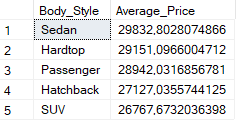 Body_Style Average_Price
1 Sedan 29832,8028074866
2 Hardtop 29151,0966004712
3 Passenger 28942,0316856781
4 Hatchback 27127,0355744125
5 SUV 26767,6732036398